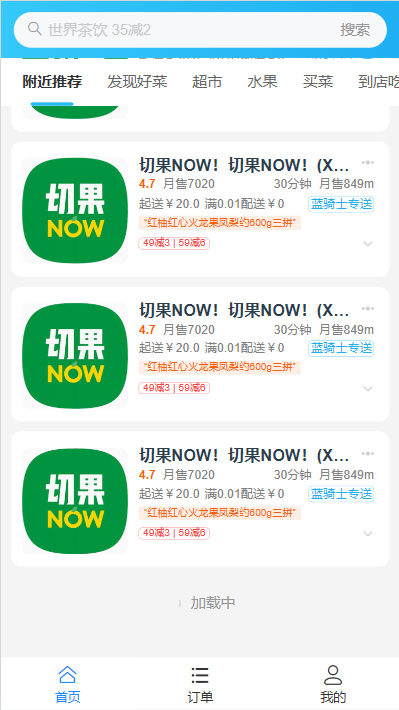 世界茶饮 35减2
搜索
附近推荐 发现好菜 超市 水果 买菜 到店吃
切果NOW
切果NOW！切果NOW！(X...
4.7 月售7020 30分钟 月售849m
起送￥20.0 满0.01配送￥0 蓝骑士专送
"红柚红心火龙果凤梨约600g三拼"
49减3 | 59减6
切果NOW
切果NOW！切果NOW！(X...
4.7 月售7020 30分钟 月售849m
起送￥20.0 满0.01配送￥0 蓝骑士专送
"红柚红心火龙果凤梨约600g三拼"
49减3 | 59减6
切果NOW
切果NOW！切果NOW！(X...
4.7 月售7020 30分钟 月售849m
起送￥20.0 满0.01配送￥0 蓝骑士专送
"红柚红心火龙果凤梨约600g三拼"
49减3 | 59减6
加载中
首页 订单 我的